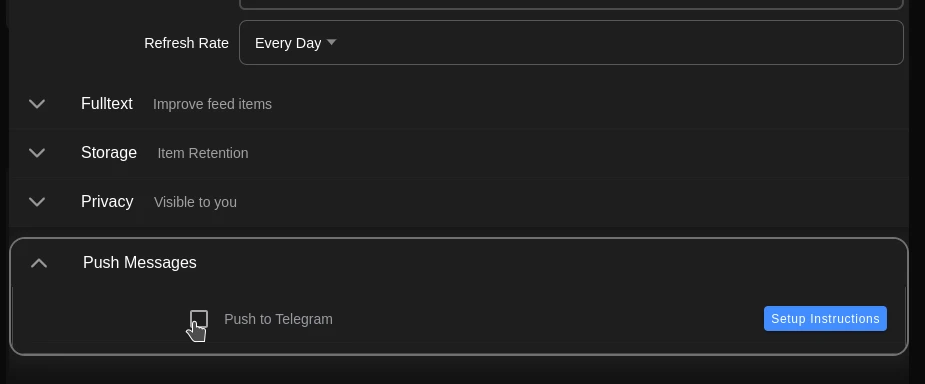 Refresh Rate Every Day
Fulltext Improve feed items
Storage Item Retention
Privacy Visible to you
Push Messages
Push to Telegram Setup Instructions